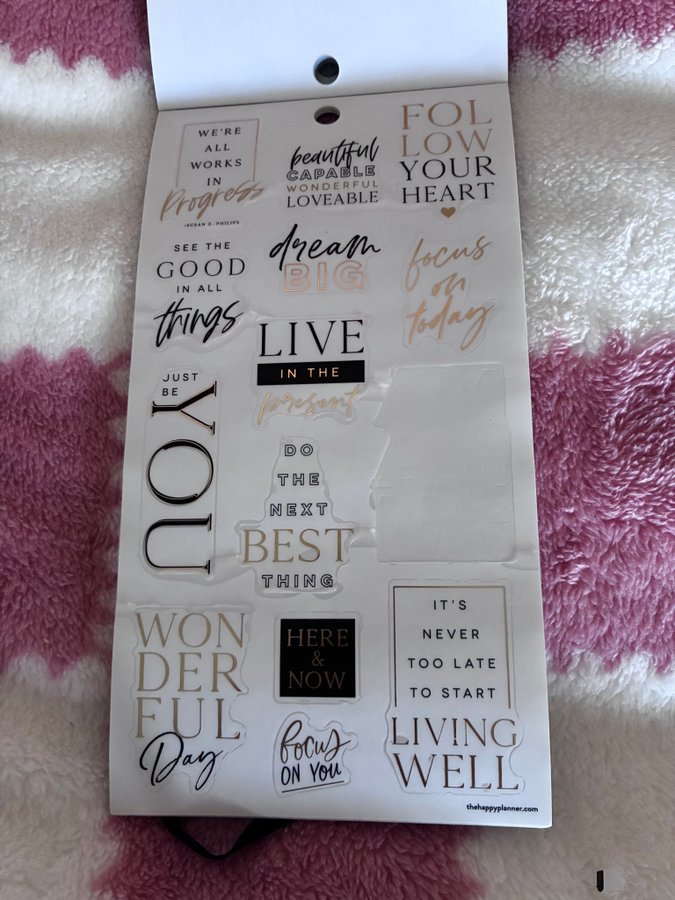 WE'RE
ALL
WORKS
IN
Progress
-SUSAN E. PHILLIPS
beautiful
CAPABLE
WONDERFUL
LOVEABLE
FOL
LOW
YOUR
HEART
SEE THE
GOOD
IN ALL
things
dream
BIG
focus
on
today
LIVE
IN THE
present
JUST
BE
YOU
DO
THE
NEXT
BEST
THING
WON
DER
FUL
Day
HERE
&
NOW
focus
ON YOU
IT'S
NEVER
TOO LATE
TO START
LIVING
WELL
thehappyplanner.com